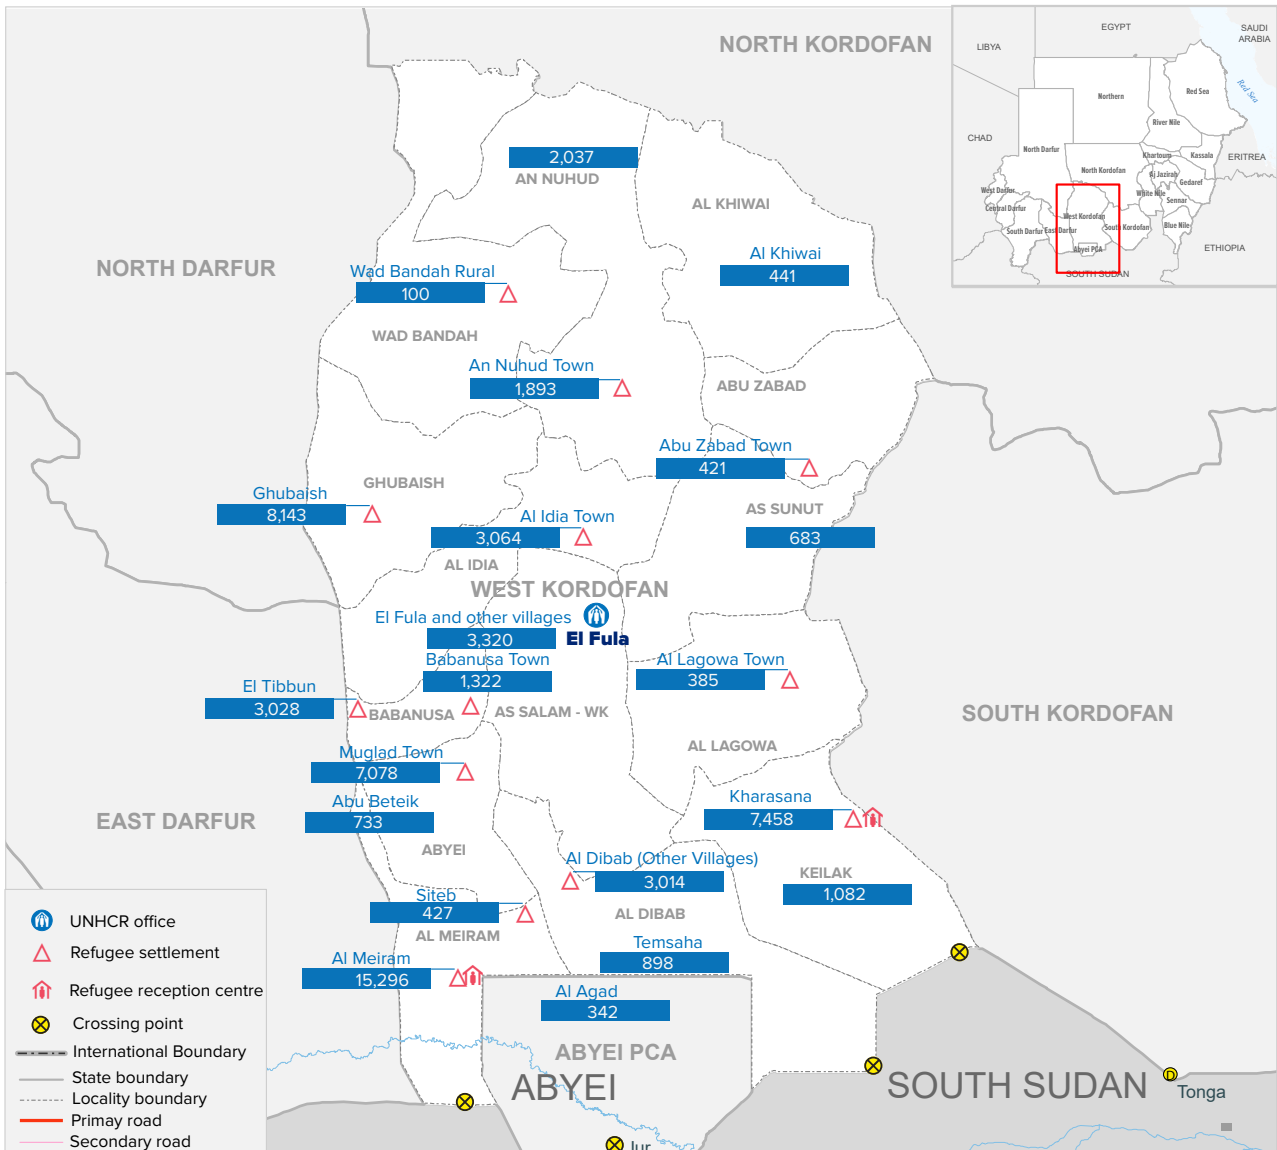 NORTH KORDOFAN
EGYPT
SAUDI
ARABIA
LIBYA
Red Sea
Northern
Red Sea
River Nile
CHAD
North Darfur
Khartoum
Kassala
ERITREA
North Kordofan
Aj Jazirah
Gedaref
West Darfur
White Nile
Sennar
Central Darfur
West Kordofan
South Darfur
East Darfur
South Kordofan
Blue Nile
Abyei PCA
ETHIOPIA
SOUTH SUDAN
2,037
AN NUHUD
AL KHIWAI
Al Khiwai
441
NORTH DARFUR
Wad Bandah Rural
100
WAD BANDAH
An Nuhud Town
1,893
ABU ZABAD
Abu Zabad Town
421
GHUBAISH
Ghubaish
8,143
AS SUNUT
683
Al Idia Town
3,064
AL IDIA
WEST KORDOFAN
El Fula and other villages
3,320
El Fula
Babanusa Town
1,322
Al Lagowa Town
385
El Tibbun
3,028
BABANUSA
AS SALAM - WK
SOUTH KORDOFAN
AL LAGOWA
Muglad Town
7,078
Abu Beteik
733
Kharasana
7,458
EAST DARFUR
ABYEI
Al Dibab (Other Villages)
3,014
KEILAK
1,082
Siteb
427
AL DIBAB
AL MEIRAM
Temsaha
898
Al Meiram
15,296
Al Agad
342
ABYEI PCA
ABYEI
SOUTH SUDAN
D
Tonga
Jur
UNHCR office
Refugee settlement
Refugee reception centre
Crossing point
International Boundary
State boundary
Locality boundary
Primay road
Secondary road